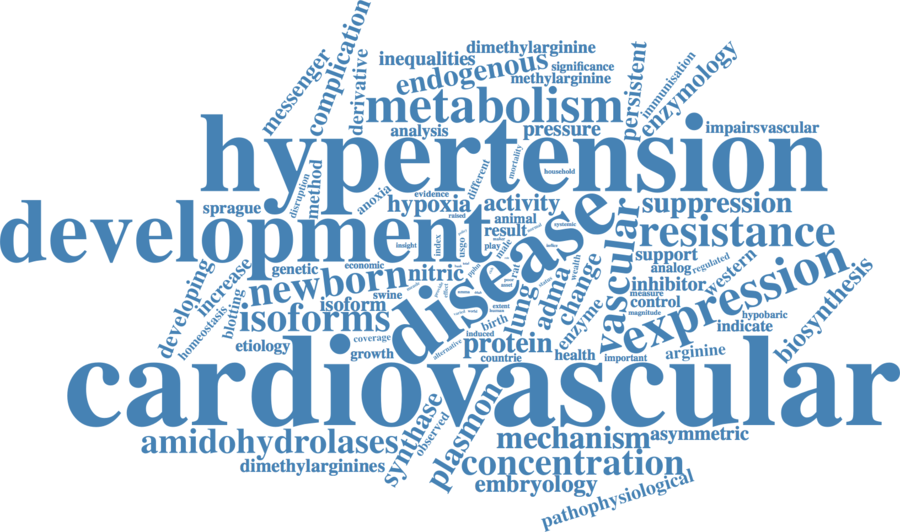 dimethylarginine
inequalities
endogenous
significance
methylarginine
messenger
complication
derivative
persistent
immunisation
enzymology
metabolism
analysis
pressure
impairsvascular
hypertension
mortality
household
different
disruption
method
anoxia
evidence
sprague
hypoxia
raised
activity
animal
result
suppression
development
disease
systemic
insight
index
play
male
resistance
support
analog
regulated
western
vascular
developing
increase
genetic
economic
newborn
nitric
swine
isoform
isoforms
blotting
homeostasis
lung
adma
change
wealth
inhibitor
measure
control
magnitude
expression
hypobaric
indicate
biosynthesis
extent
birth
induced
enzyme
etiology
coverage
growth
alternative
protein
countrie
health
important
arginine
cardiovascular
amidohydrolases
dimethylarginines
synthase
observed
plasmon
mechanism
asymmetric
concentration
embryology
pathophysiological